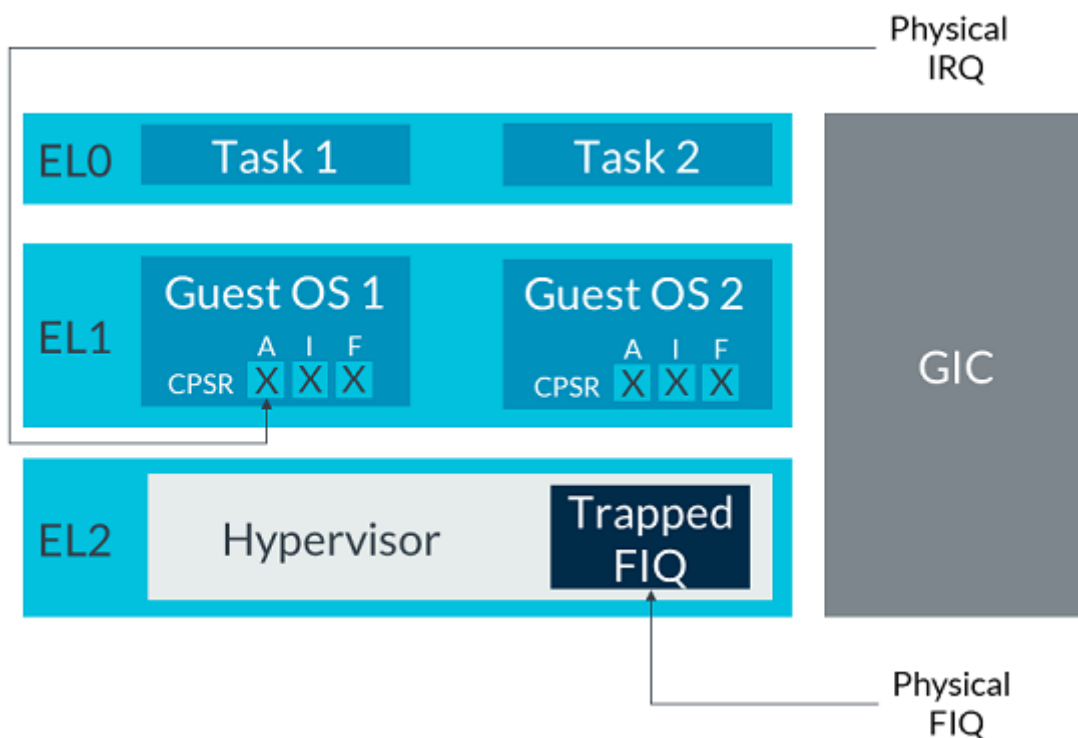 Physical
IRQ
EL0
Task 1
Task 2
EL1
Guest OS 1
A I F
CPSR X X X
Guest OS 2
A I F
CPSR X X X
GIC
EL2
Hypervisor
Trapped
FIQ
Physical
FIQ